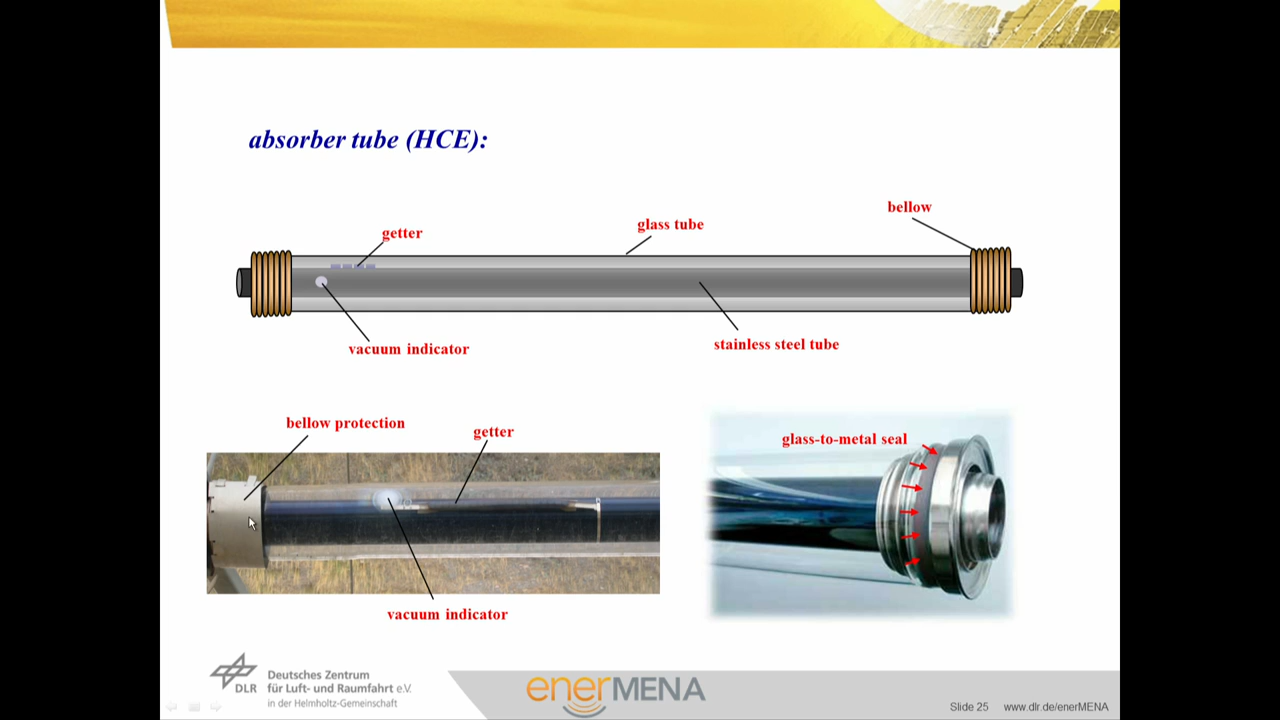 absorber tube (HCE):
bellow
glass tube
getter
vacuum indicator
stainless steel tube
bellow protection
getter
glass-to-metal seal
vacuum indicator
DLR
Deutsches Zentrum
für Luft- und Raumfahrt e.V.
in der Helmholtz-Gemeinschaft
enerMENA
Slide 25 www.dlr.de/enerMENA